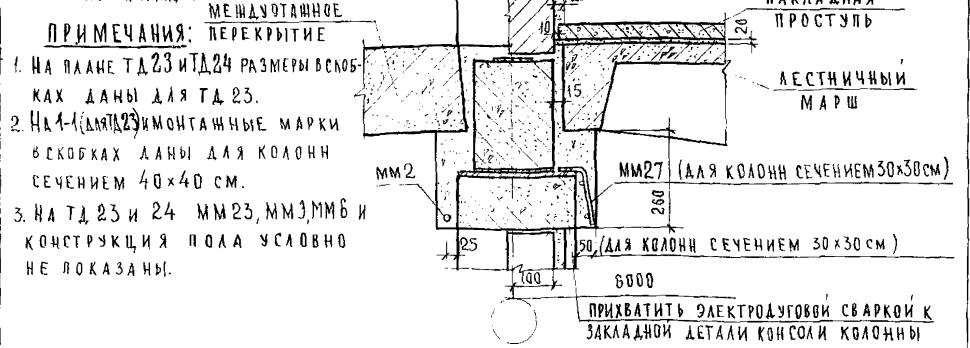 МЕЖДУЭТАЖНОЕ
ПЕРЕКРЫТИЕ
ПРИМЕЧАНИЯ:
1. НА ПЛАНЕ ТД23 и ТД24 РАЗМЕРЫ В СКОБ-
КАХ ДАНЫ ДЛЯ ТД 23.
2. НА 1-1 (для ТД23) И МОНТАЖНЫЕ МАРКИ
В СКОБКАХ ДАНЫ ДЛЯ КОЛОНН
СЕЧЕНИЕМ 40×40 СМ.
3. НА ТД 23 и 24 ММ23, ММ9, ММ6 И
КОНСТРУКЦИЯ ПОЛА УСЛОВНО
НЕ ПОКАЗАНЫ.
10
НАКЛАДНАЯ
ПРОСТУПЬ
20
15
ЛЕСТНИЧНЫЙ
МАРШ
ММ2
ММ27 (ДЛЯ КОЛОНН СЕЧЕНИЕМ 30×30СМ)
260
25
50 (ДЛЯ КОЛОНН СЕЧЕНИЕМ 30×30 СМ)
100
6000
ПРИХВАТИТЬ ЭЛЕКТРОДУГОВОЙ СВАРКОЙ К
ЗАКЛАДНОЙ ДЕТАЛИ КОНСОЛИ КОЛОННЫ